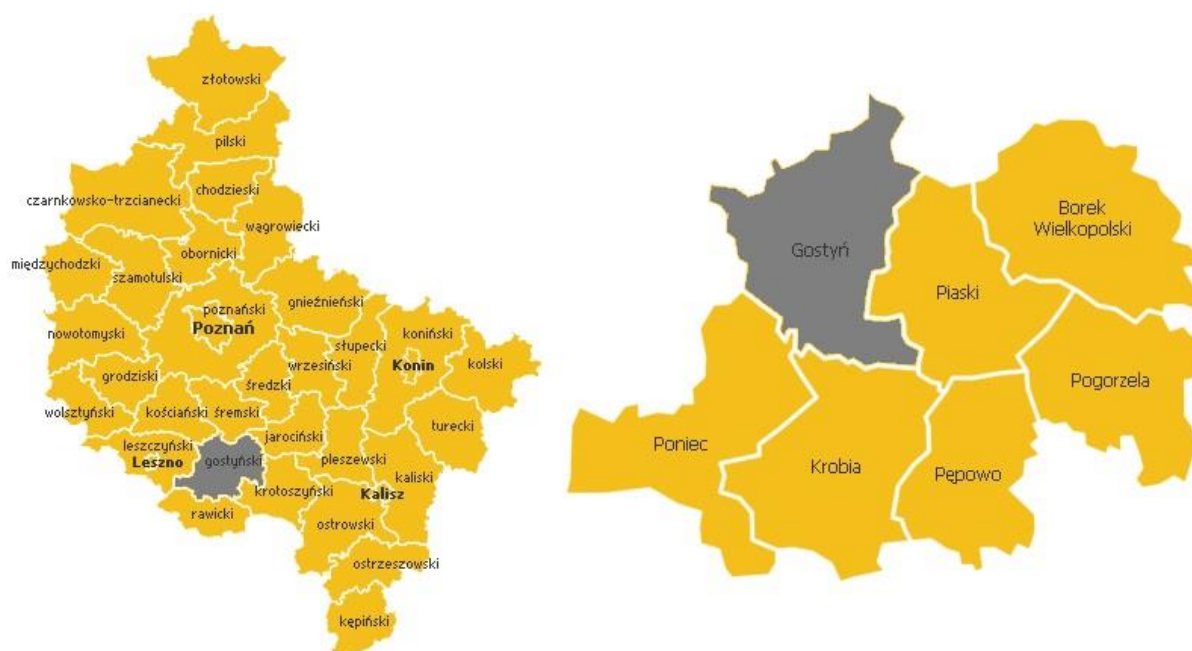 złotowski
pilski
chodzieski
czarnkowsko-trzcianecki
wągrowiecki
obornicki
międzychodzki
szamotulski
gnieźnieński
poznański
Poznań
nowotomyski
koniński
słupecki
wrzesiński
Konin
kolski
grodziski
średzki
wolsztyński
kościański
śremski
turecki
jarociński
leszczyński
Leszno
gostyński
pleszewski
kaliski
krotoszyński
Kalisz
rawicki
ostrowski
ostrzeszowski
kępiński
Gostyń
Borek
Wielkopolski
Piaski
Pogorzela
Poniec
Krobia
Pępowo